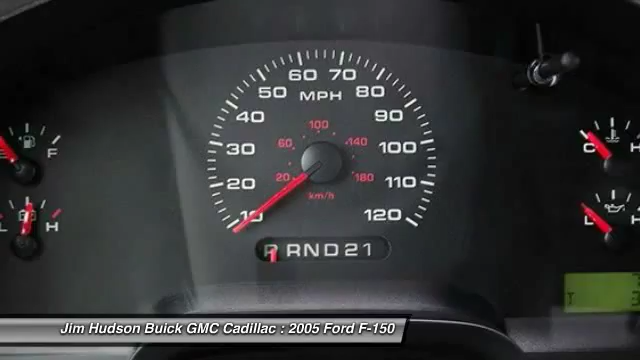 60 70
50 80
MPH
40 90
100
60 140
F C H
30 100
20 180
20 120
km/h
10 120
L H L H
P RND21
T
Jim Hudson Buick GMC Cadillac : 2005 Ford F-150